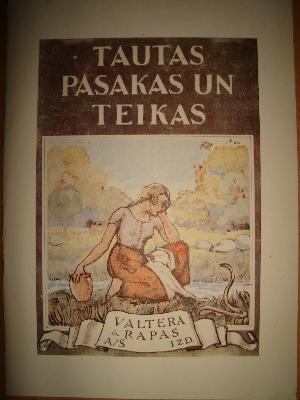 TAUTAS
PASAKAS UN
TEIKAS
VALTERA
& RAPAS
A/S IZD.